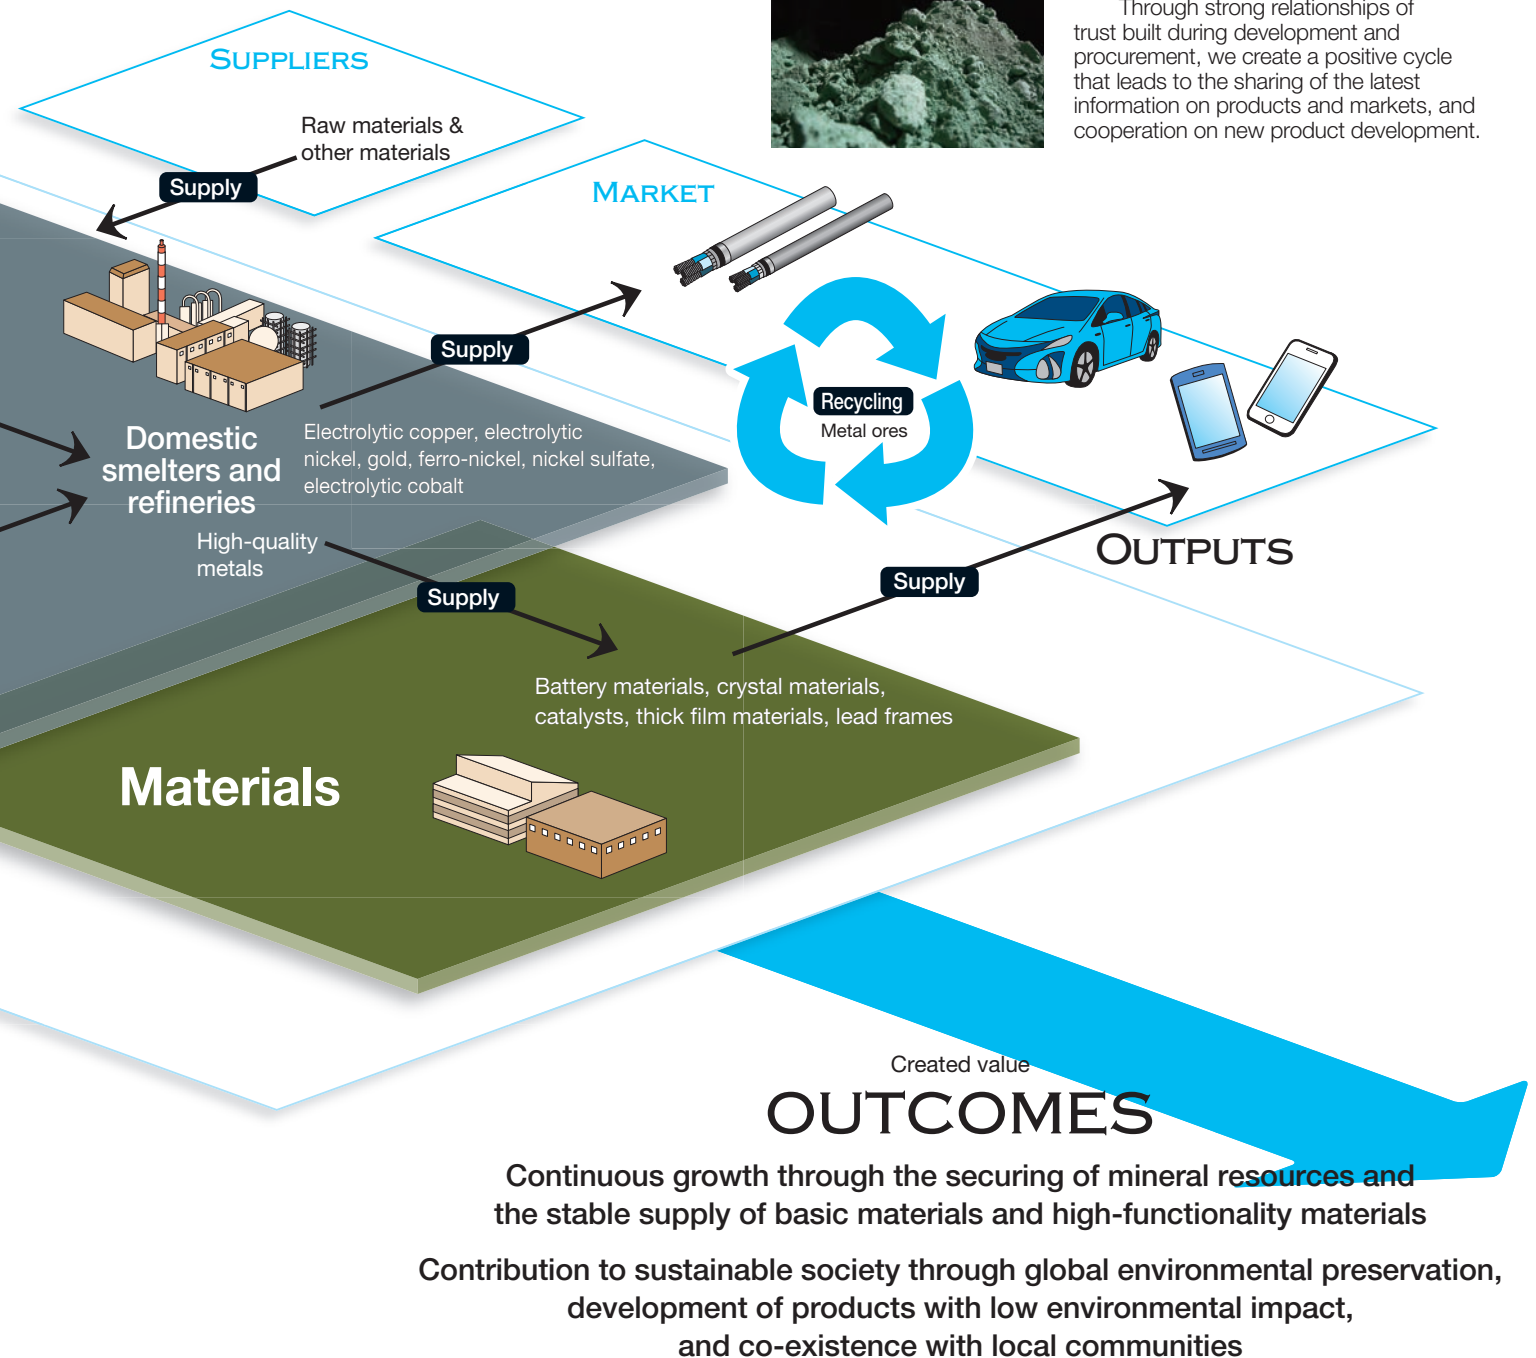 Through strong relationships of
trust built during development and
procurement, we create a positive cycle
that leads to the sharing of the latest
information on products and markets, and
cooperation on new product development.
SUPPLIERS
Raw materials &
other materials
Supply
MARKET
Supply
Recycling
Metal ores
Domestic
smelters and
refineries
Electrolytic copper, electrolytic
nickel, gold, ferro-nickel, nickel sulfate,
electrolytic cobalt
High-quality
metals
Supply
Supply
OUTPUTS
Battery materials, crystal materials,
catalysts, thick film materials, lead frames
Materials
Created value
OUTCOMES
Continuous growth through the securing of mineral resources and
the stable supply of basic materials and high-functionality materials
Contribution to sustainable society through global environmental preservation,
development of products with low environmental impact,
and co-existence with local communities